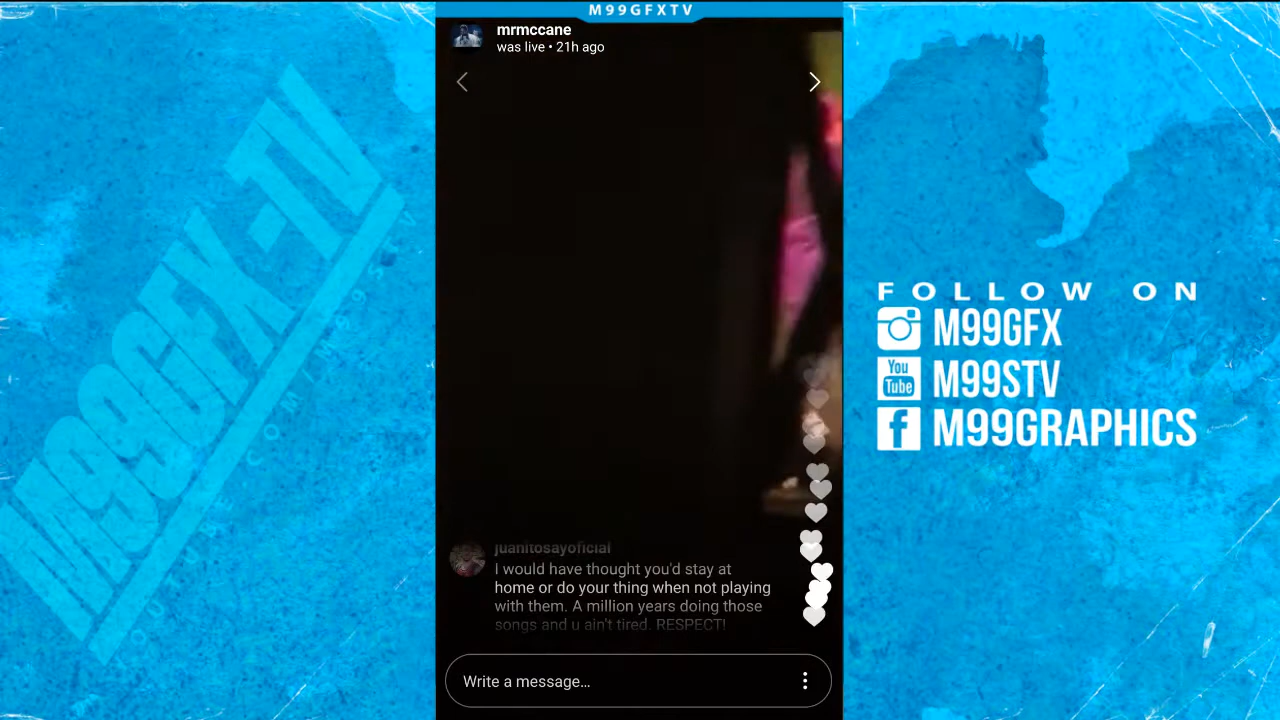 M99GFXTV
mrmccane
was live • 21h ago
M99GFX-TV
juanitosayoficial
I would have thought you'd stay at
home or do your thing when not playing
with them. A million years doing those
songs and u ain't tired. RESPECT!
Write a message...
FOLLOW ON
M99GFX
You
Tube
M99STV
f
M99GRAPHICS